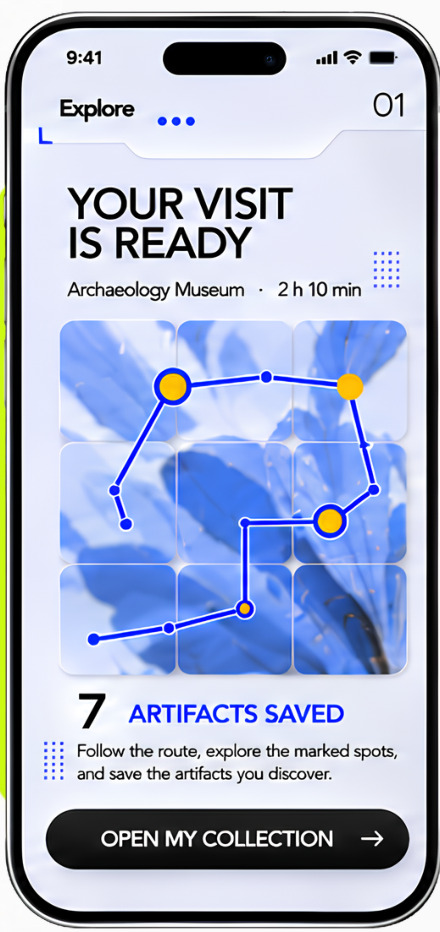 9:41
Explore
01
YOUR VISIT
IS READY
Archaeology Museum · 2 h 10 min
7 ARTIFACTS SAVED
Follow the route, explore the marked spots,
and save the artifacts you discover.
OPEN MY COLLECTION →